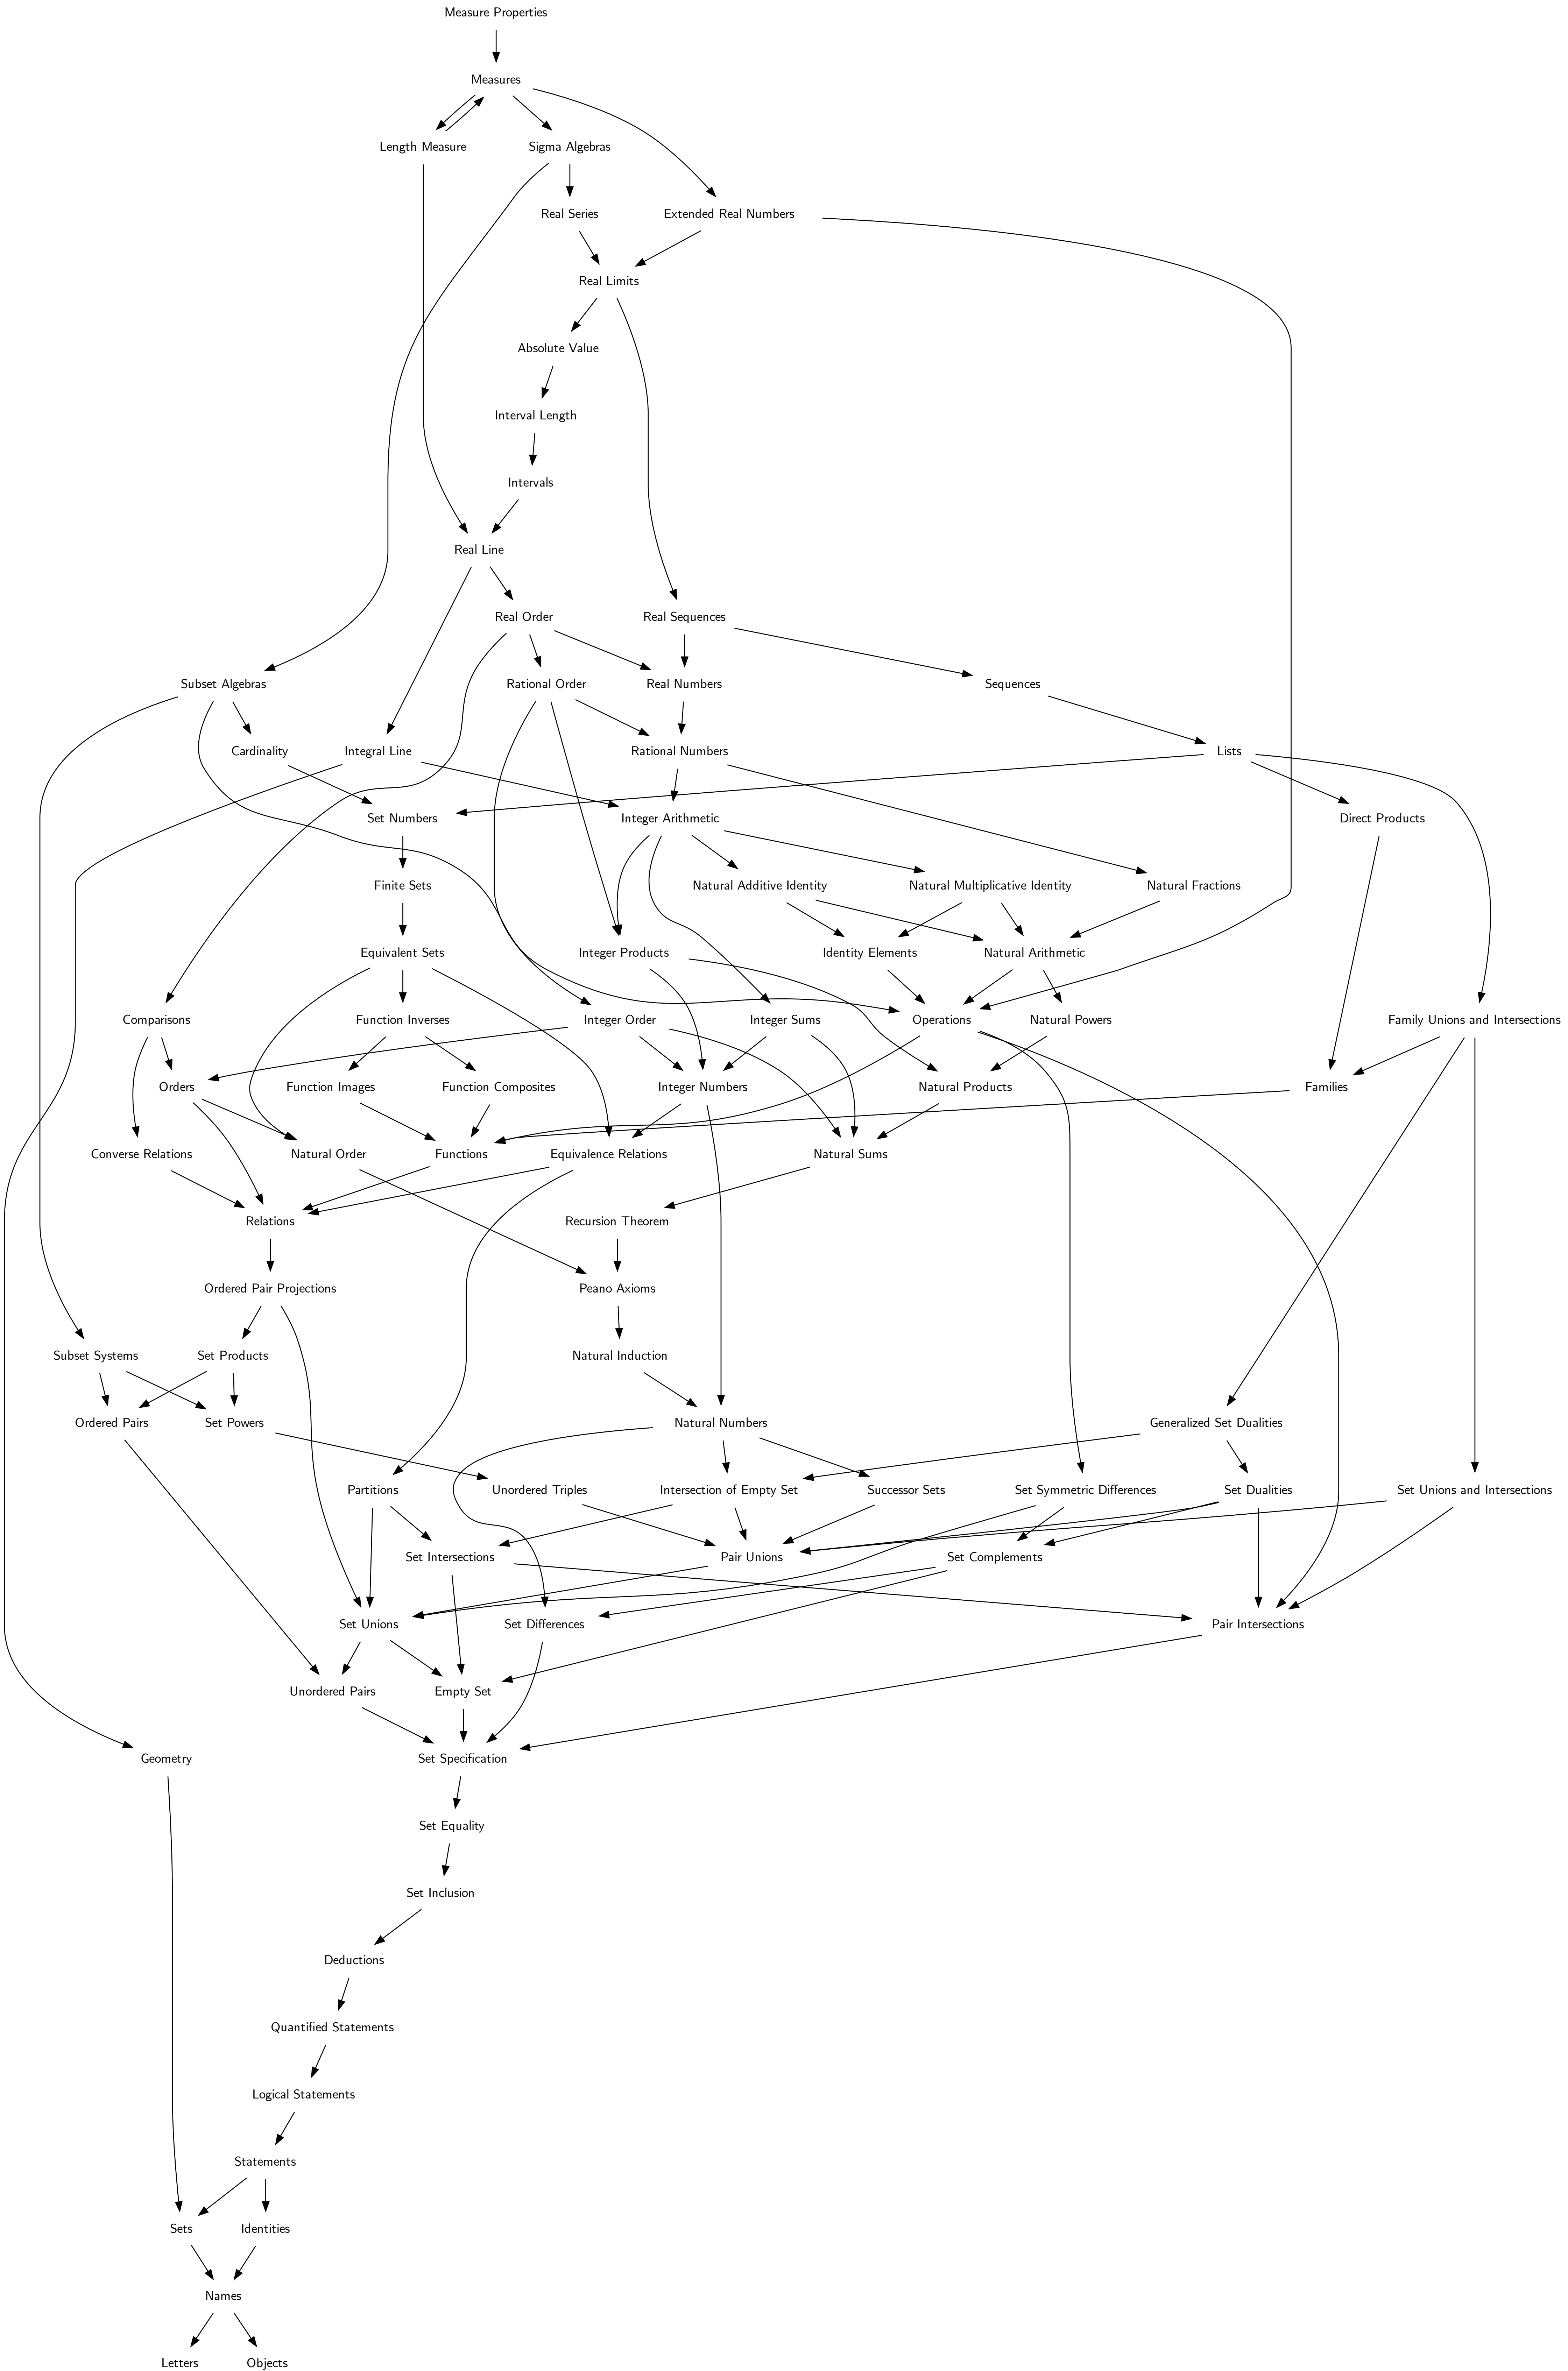 Measure Properties
Measures
Length Measure
Sigma Algebras
Real Series
Extended Real Numbers
Real Limits
Absolute Value
Interval Length
Intervals
Real Line
Real Order
Real Sequences
Subset Algebras
Rational Order
Real Numbers
Sequences
Cardinality
Integral Line
Rational Numbers
Lists
Set Numbers
Integer Arithmetic
Direct Products
Finite Sets
Natural Additive Identity
Natural Multiplicative Identity
Natural Fractions
Equivalent Sets
Integer Products
Identity Elements
Natural Arithmetic
Comparisons
Function Inverses
Integer Order
Integer Sums
Operations
Natural Powers
Family Unions and Intersections
Orders
Function Images
Function Composites
Integer Numbers
Natural Products
Families
Converse Relations
Natural Order
Functions
Equivalence Relations
Natural Sums
Relations
Recursion Theorem
Ordered Pair Projections
Peano Axioms
Subset Systems
Set Products
Natural Induction
Ordered Pairs
Set Powers
Natural Numbers
Generalized Set Dualities
Partitions
Unordered Triples
Intersection of Empty Set
Successor Sets
Set Symmetric Differences
Set Dualities
Set Unions and Intersections
Set Intersections
Pair Unions
Set Complements
Set Unions
Set Differences
Pair Intersections
Unordered Pairs
Empty Set
Geometry
Set Specification
Set Equality
Set Inclusion
Deductions
Quantified Statements
Logical Statements
Statements
Sets
Identities
Names
Letters
Objects